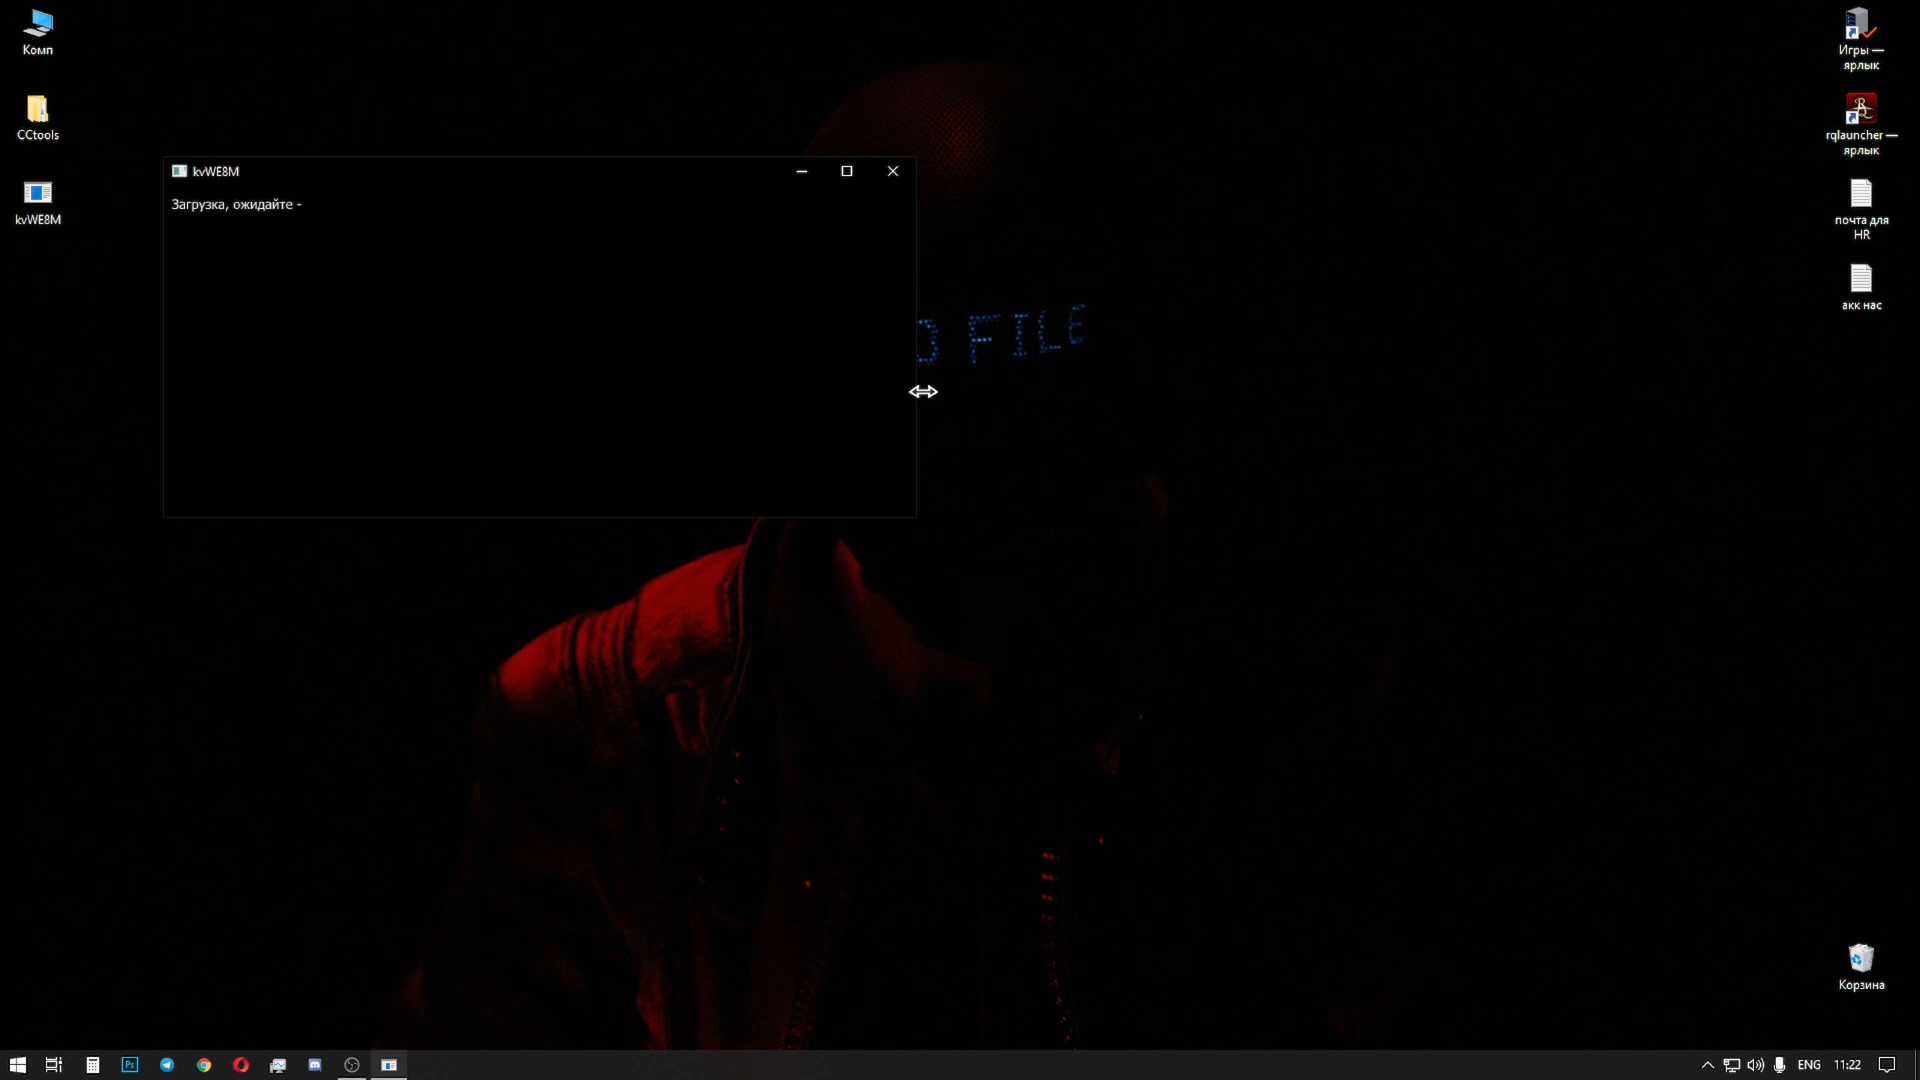 Комп
CCtools
kvWE8M
kvWE8M
Загрузка, ожидайте -
FILE
Игры —
ярлык
rqlauncher —
ярлык
почта для
HR
акк нас
Корзина
Ps
ENG
11:22